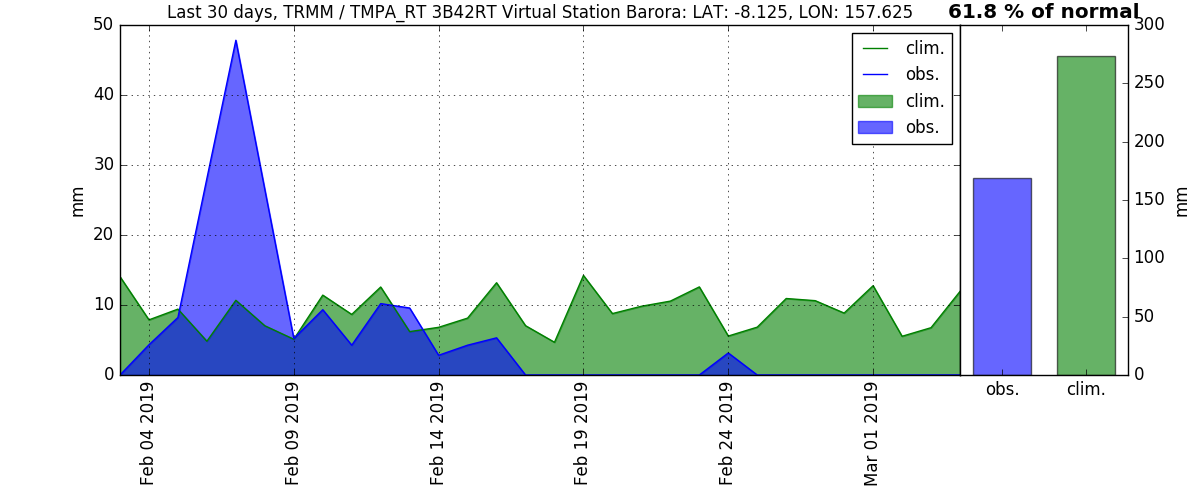 Last 30 days, TRMM / TMPA_RT 3B42RT Virtual Station Barora: LAT: -8.125, LON: 157.625
61.8 % of normal
50
40
30
20
10
0
mm
clim.
obs.
clim.
obs.
Feb 04 2019
Feb 09 2019
Feb 14 2019
Feb 19 2019
Feb 24 2019
Mar 01 2019
300
250
200
150
100
50
0
mm
obs.
clim.